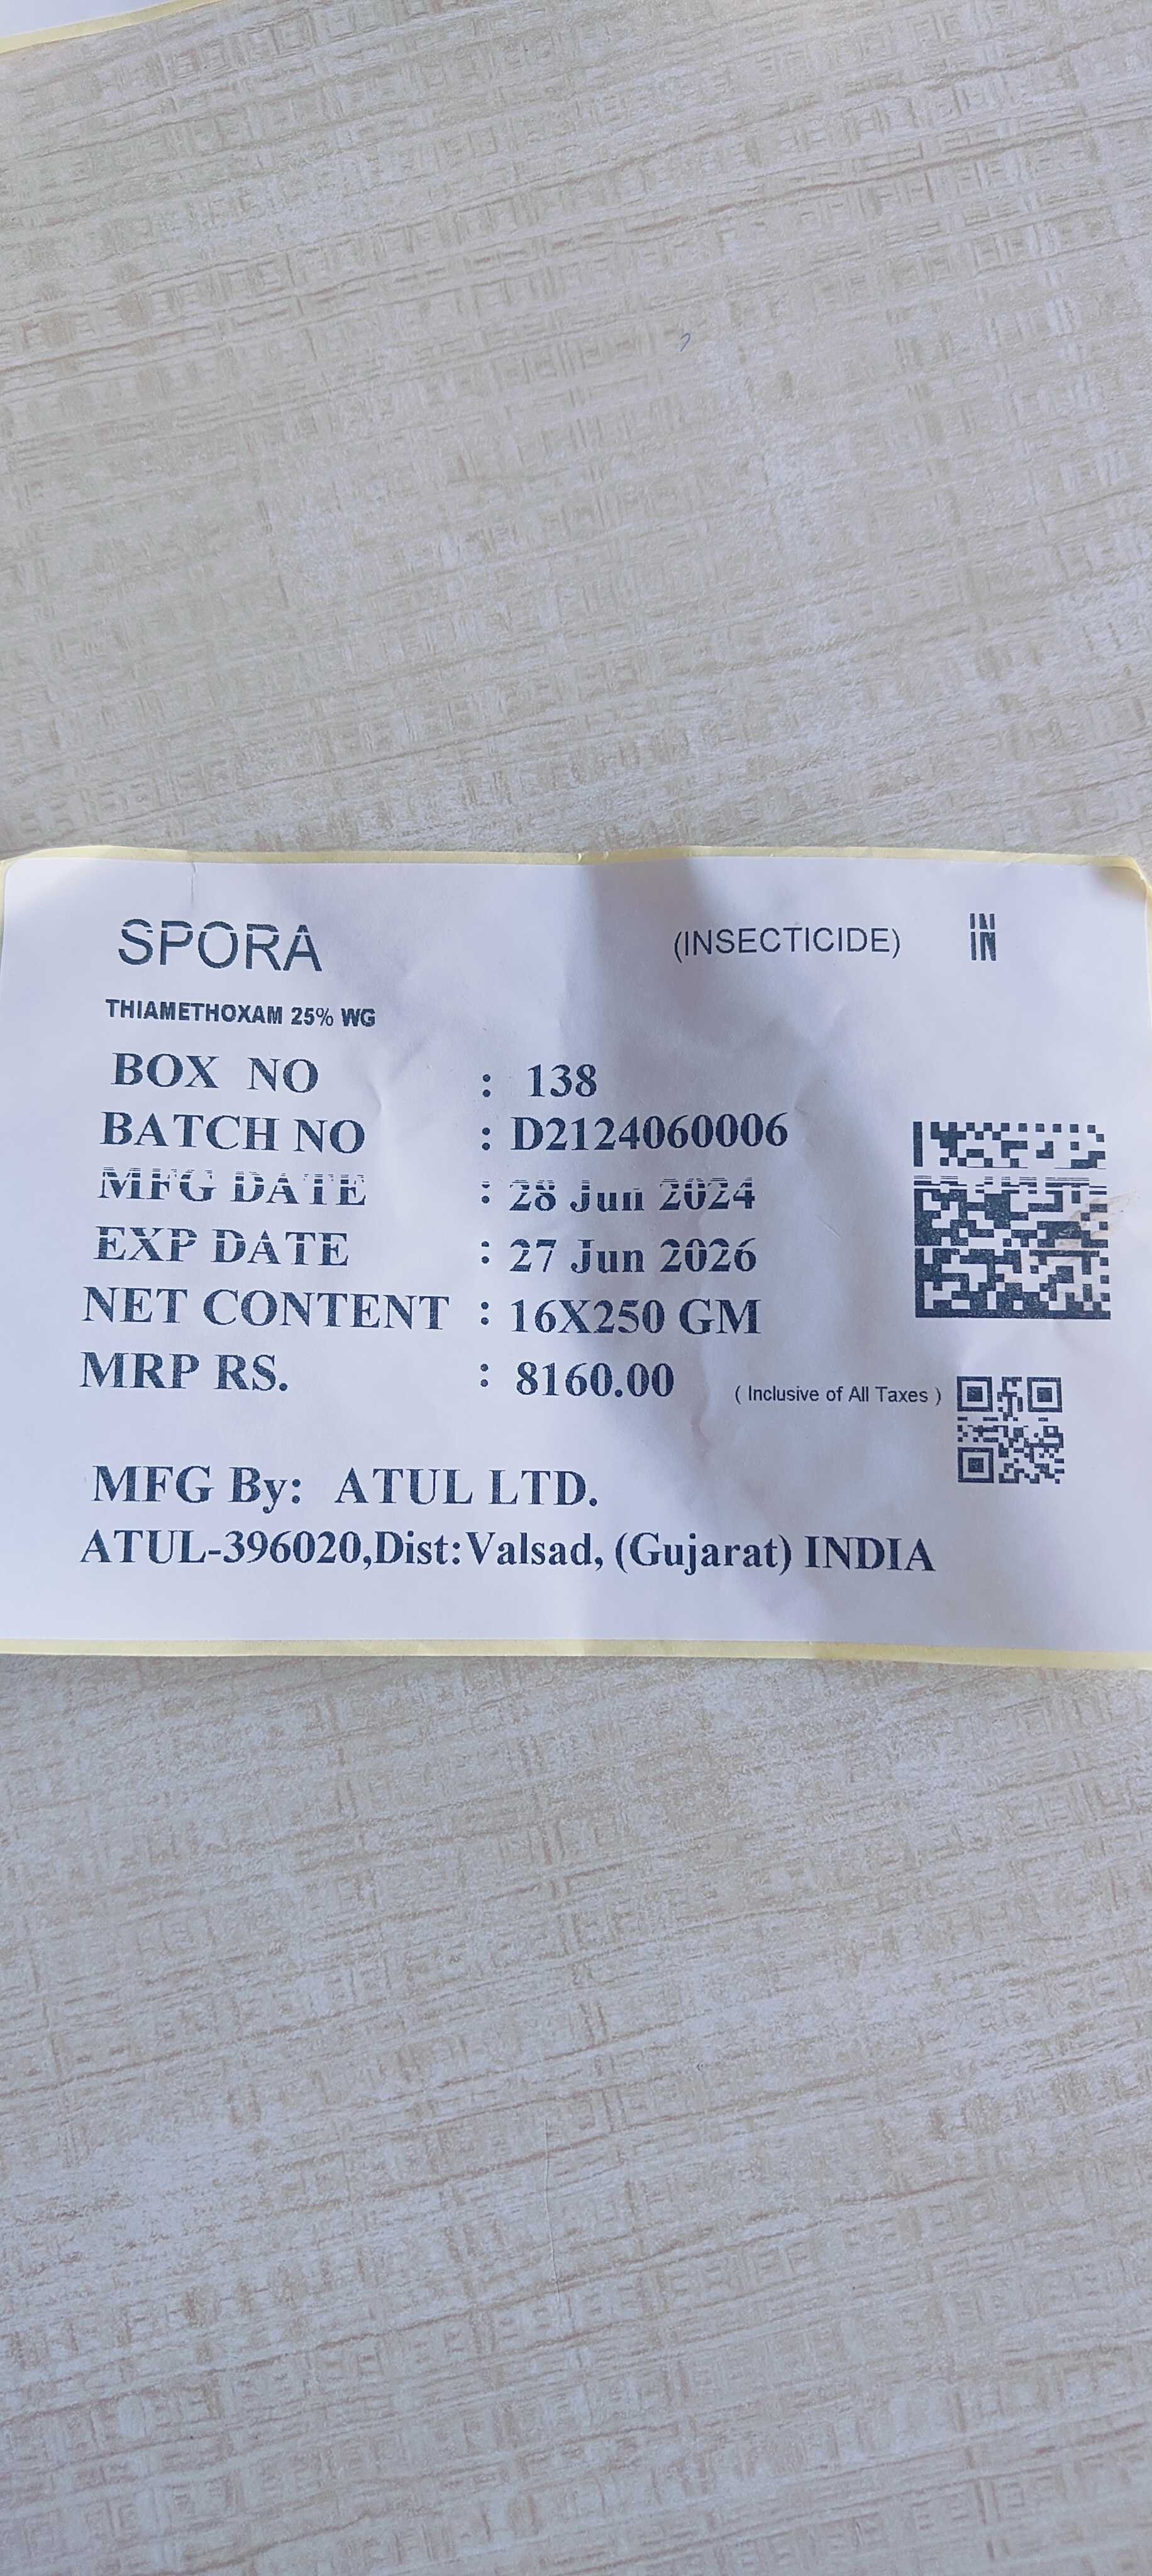 SPORA (INSECTICIDE) IN
THIAMETHOXAM 25% WG
BOX NO : 138
BATCH NO : D2124060006
MFG DATE : 28 Jun 2024
EXP DATE : 27 Jun 2026
NET CONTENT : 16X250 GM
MRP RS. : 8160.00 ( Inclusive of All Taxes )
MFG By: ATUL LTD.
ATUL-396020,Dist:Valsad, (Gujarat) INDIA